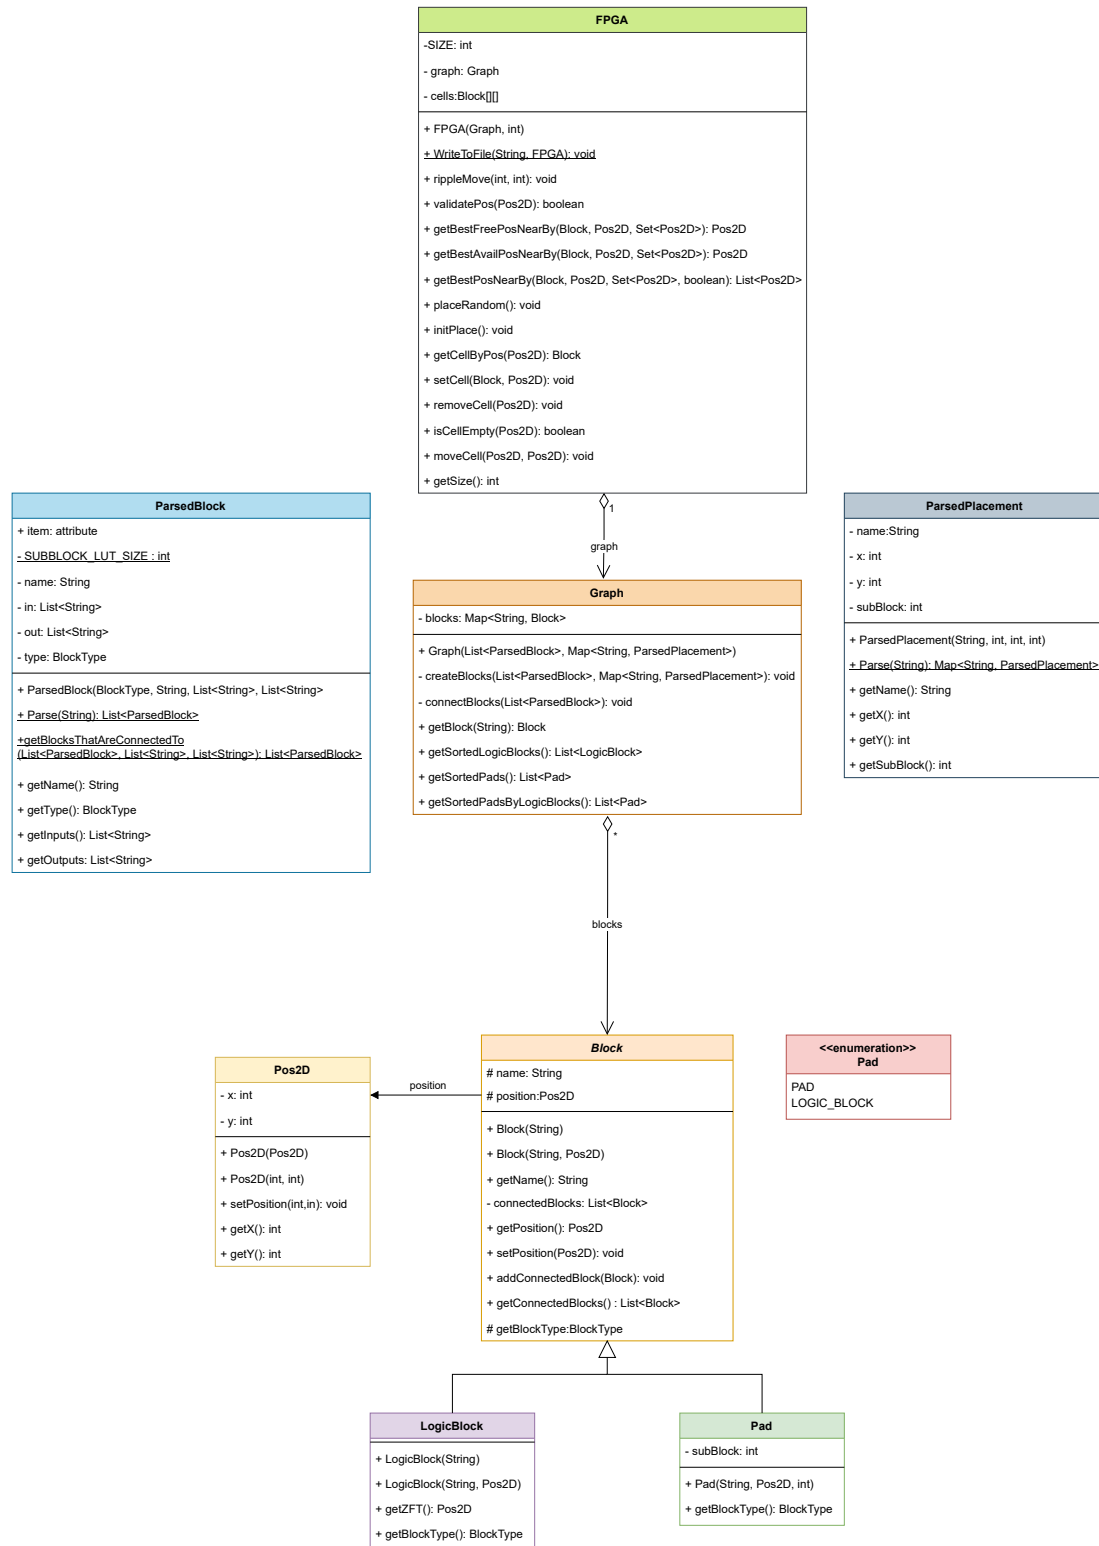 FPGA
-SIZE: int
- graph: Graph
- cells:Block[][]
+ FPGA(Graph, int)
+ WriteToFile(String, FPGA): void
+ rippleMove(int, int): void
+ validatePos(Pos2D): boolean
+ getBestFreePosNearBy(Block, Pos2D, Set<Pos2D>): Pos2D
+ getBestAvailPosNearBy(Block, Pos2D, Set<Pos2D>): Pos2D
+ getBestPosNearBy(Block, Pos2D, Set<Pos2D>, boolean): List<Pos2D>
+ placeRandom(): void
+ initPlace(): void
+ getCellByPos(Pos2D): Block
+ setCell(Block, Pos2D): void
+ removeCell(Pos2D): void
+ isCellEmpty(Pos2D): boolean
+ moveCell(Pos2D, Pos2D): void
+ getSize(): int
1
graph
ParsedBlock
+ item: attribute
- SUBBLOCK_LUT_SIZE : int
- name: String
- in: List<String>
- out: List<String>
- type: BlockType
+ ParsedBlock(BlockType, String, List<String>, List<String>
+ Parse(String): List<ParsedBlock>
+getBlocksThatAreConnectedTo
(List<ParsedBlock>, List<String>, List<String>): List<ParsedBlock>
+ getName(): String
+ getType(): BlockType
+ getInputs(): List<String>
+ getOutputs: List<String>
Graph
- blocks: Map<String, Block>
+ Graph(List<ParsedBlock>, Map<String, ParsedPlacement>)
- createBlocks(List<ParsedBlock>, Map<String, ParsedPlacement>): void
- connectBlocks(List<ParsedBlock>): void
+ getBlock(String): Block
+ getSortedLogicBlocks(): List<LogicBlock>
+ getSortedPads(): List<Pad>
+ getSortedPadsByLogicBlocks(): List<Pad>
ParsedPlacement
- name:String
- x: int
- y: int
- subBlock: int
+ ParsedPlacement(String, int, int, int)
+ Parse(String): Map<String, ParsedPlacement>
+ getName(): String
+ getX(): int
+ getY(): int
+ getSubBlock(): int
*
blocks
Pos2D
- x: int
- y: int
+ Pos2D(Pos2D)
+ Pos2D(int, int)
+ setPosition(int,in): void
+ getX(): int
+ getY(): int
position
Block
# name: String
# position:Pos2D
+ Block(String)
+ Block(String, Pos2D)
+ getName(): String
- connectedBlocks: List<Block>
+ getPosition(): Pos2D
+ setPosition(Pos2D): void
+ addConnectedBlock(Block): void
+ getConnectedBlocks() : List<Block>
# getBlockType:BlockType
<<enumeration>>
Pad
PAD
LOGIC_BLOCK
LogicBlock
+ LogicBlock(String)
+ LogicBlock(String, Pos2D)
+ getZFT(): Pos2D
+ getBlockType(): BlockType
Pad
- subBlock: int
+ Pad(String, Pos2D, int)
+ getBlockType(): BlockType